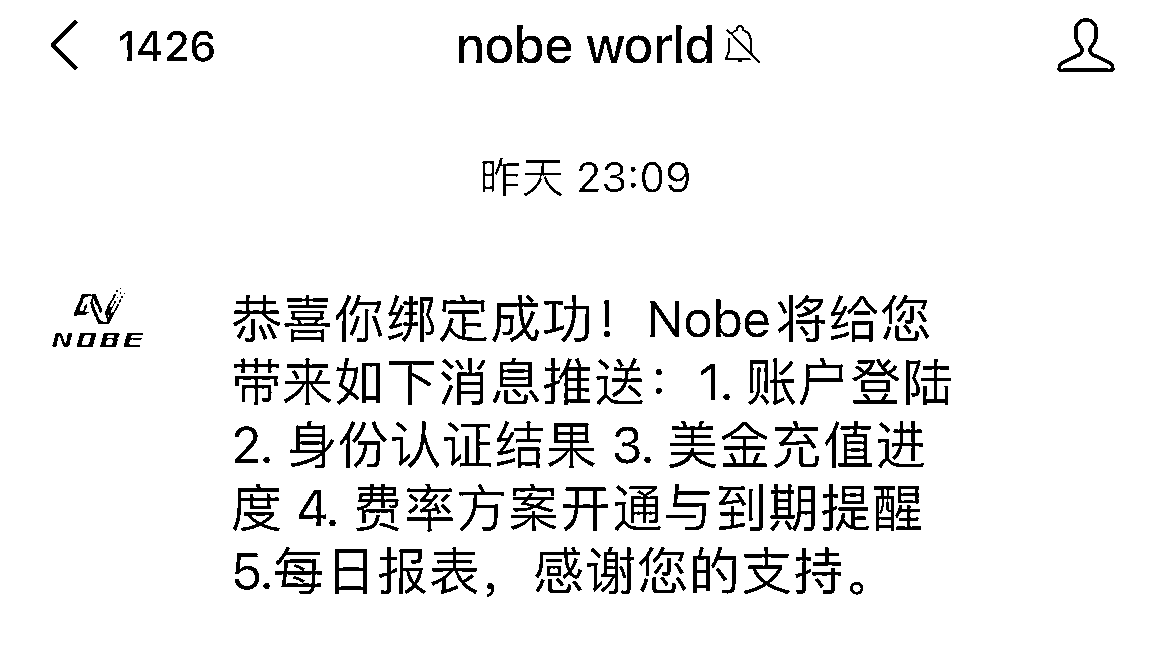 1426
nobe world
昨天 23:09
NOBE
恭喜你绑定成功！Nobe将给您
带来如下消息推送：1. 账户登陆
2. 身份认证结果 3. 美金充值进
度 4. 费率方案开通与到期提醒
5.每日报表，感谢您的支持。